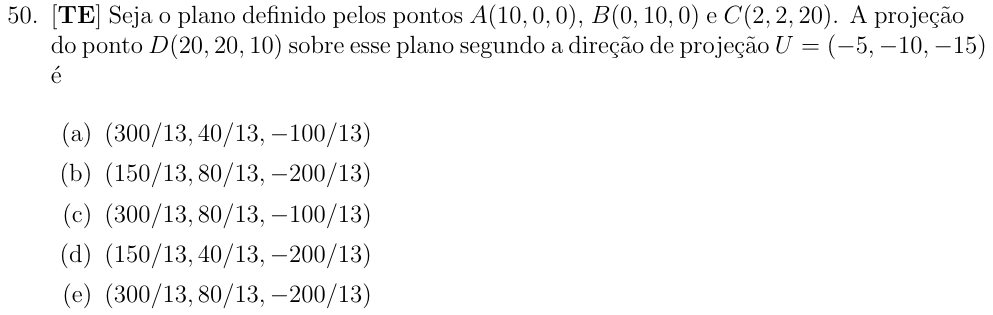 50. [TE] Seja o plano definido pelos pontos A(10, 0, 0), B(0, 10, 0) e C(2, 2, 20). A projeção
do ponto D(20, 20, 10) sobre esse plano segundo a direção de projeção U = (−5, −10, −15)
é
(a) (300/13, 40/13, −100/13)
(b) (150/13, 80/13, −200/13)
(c) (300/13, 80/13, −100/13)
(d) (150/13, 40/13, −200/13)
(e) (300/13, 80/13, −200/13)